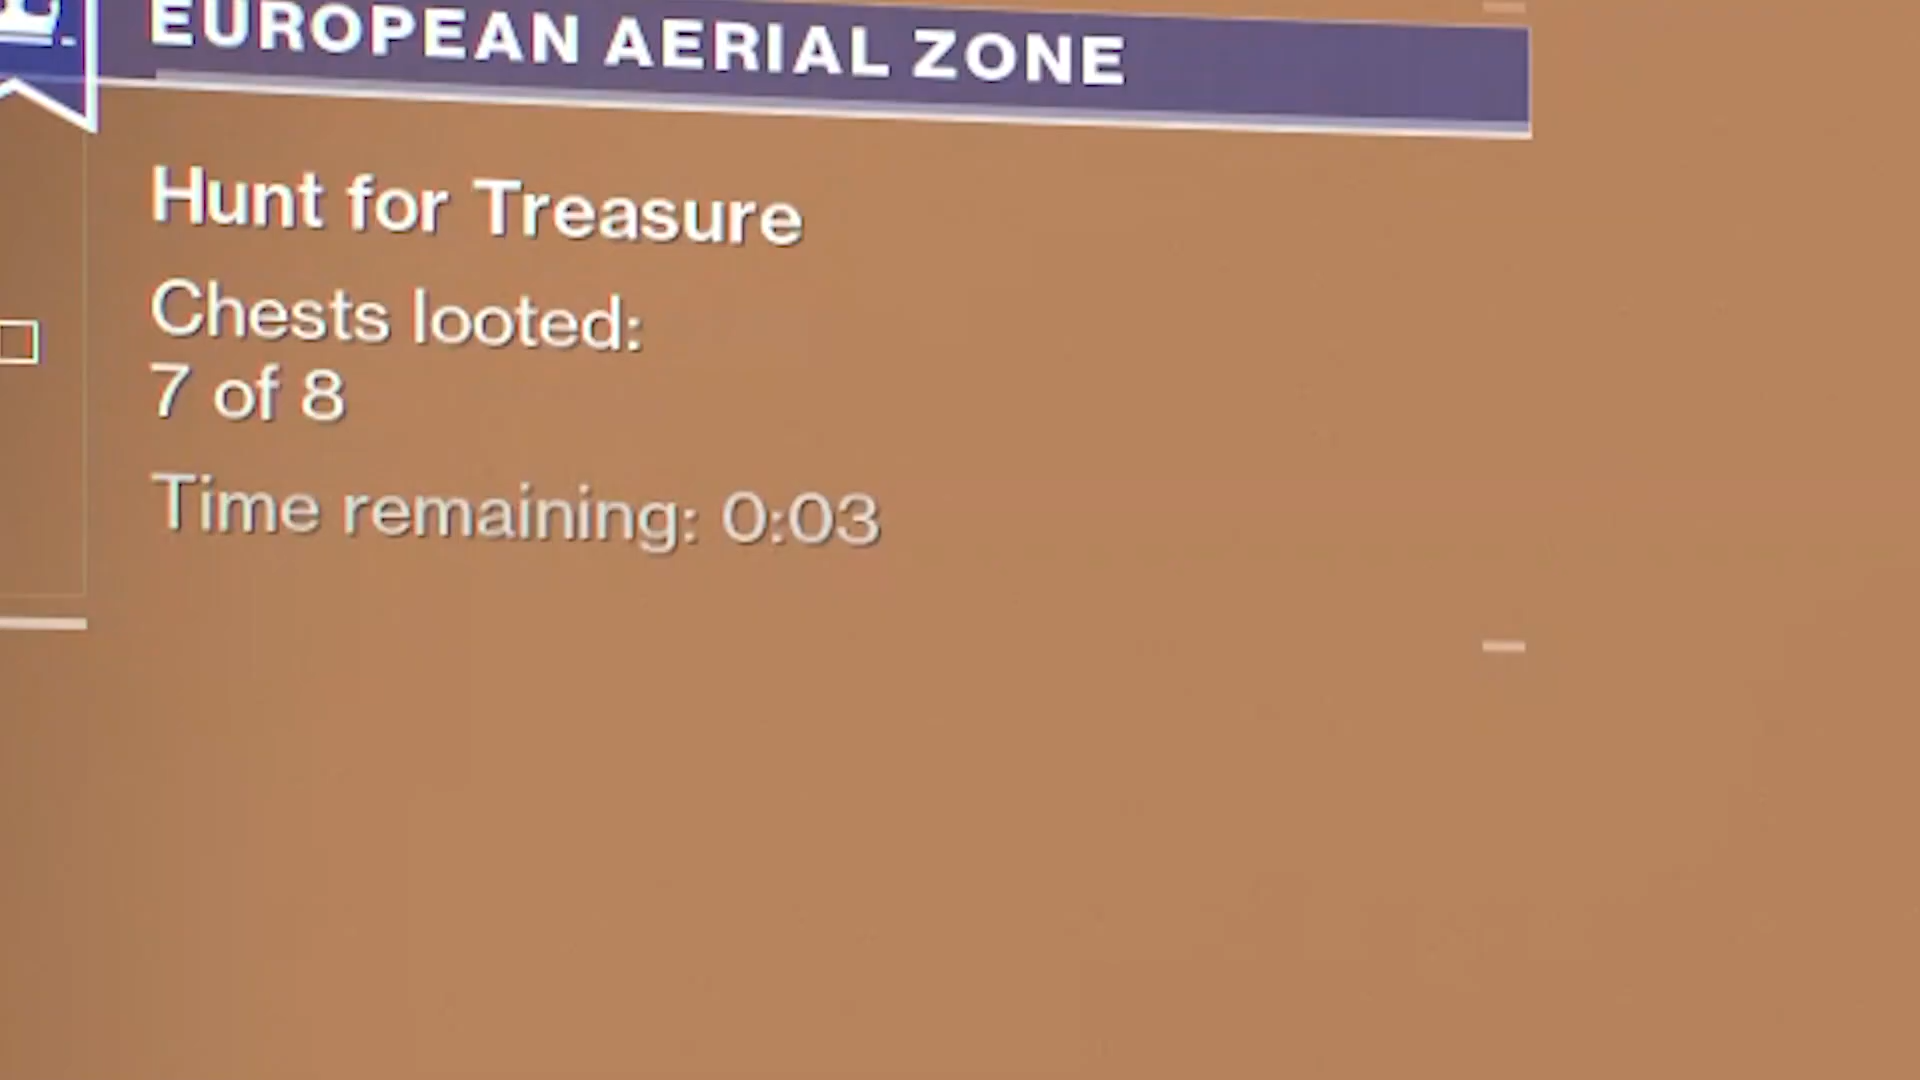 EUROPEAN AERIAL ZONE
Hunt for Treasure
Chests looted:
7 of 8
Time remaining: 0:03